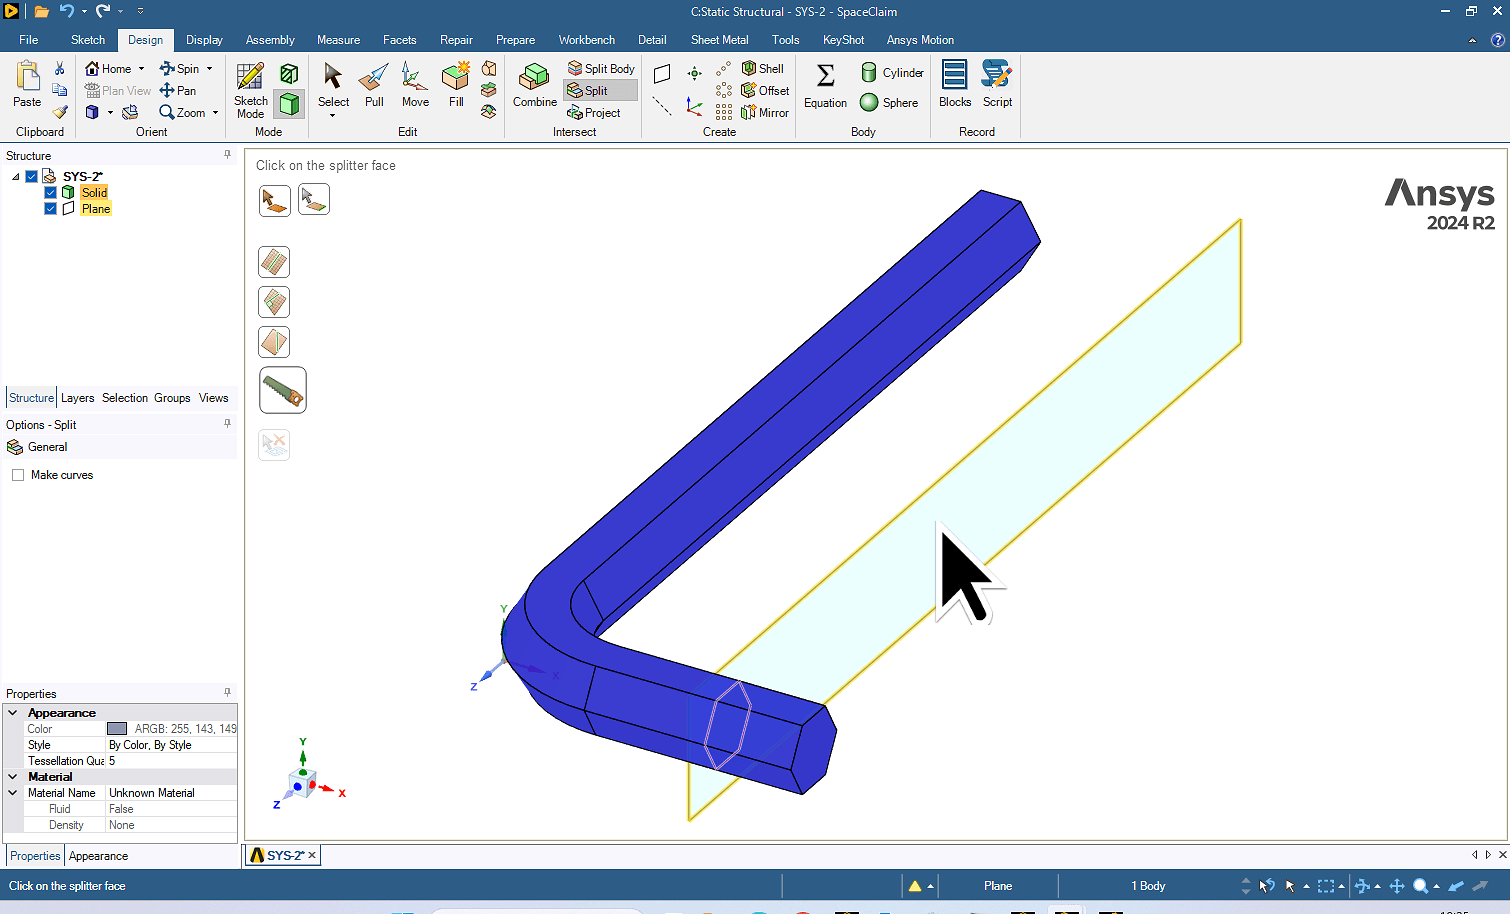 C:Static Structural - SYS-2 - SpaceClaim
File Sketch Design Display Assembly Measure Facets Repair Prepare Workbench Detail Sheet Metal Tools KeyShot Ansys Motion
Paste
Clipboard
Home Spin
Plan View Pan
Zoom
Orient
Sketch Mode
Mode
Select Pull Move Fill
Edit
Combine
Split Body
Split
Project
Intersect
Shell
Offset
Mirror
Create
Equation
Cylinder
Sphere
Body
Blocks Script
Record
Structure
SYS-2*
Solid
Plane
Structure Layers Selection Groups Views
Options - Split
General
Make curves
Properties
Appearance
Color ARGB: 255, 143, 149
Style By Color, By Style
Tessellation Qua 5
Material
Material Name Unknown Material
Fluid False
Density None
Properties Appearance
Click on the splitter face
Ansys
2024 R2
Y
X
Z
Y
X
Z
SYS-2*
Click on the splitter face Plane 1 Body